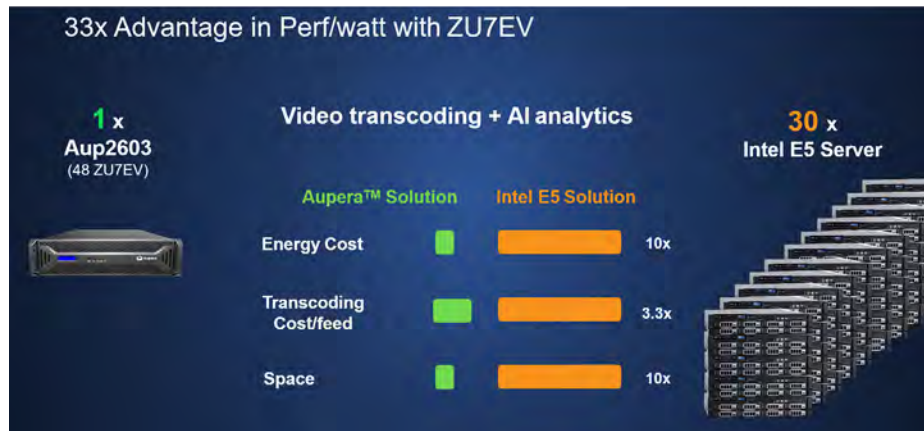 33x Advantage in Perf/watt with ZU7EV
1 x
Aup2603
(48 ZU7EV)
Video transcoding + AI analytics
30 x
Intel E5 Server
Aupera™ Solution
Intel E5 Solution
Energy Cost
10x
Transcoding
Cost/feed
3.3x
Space
10x